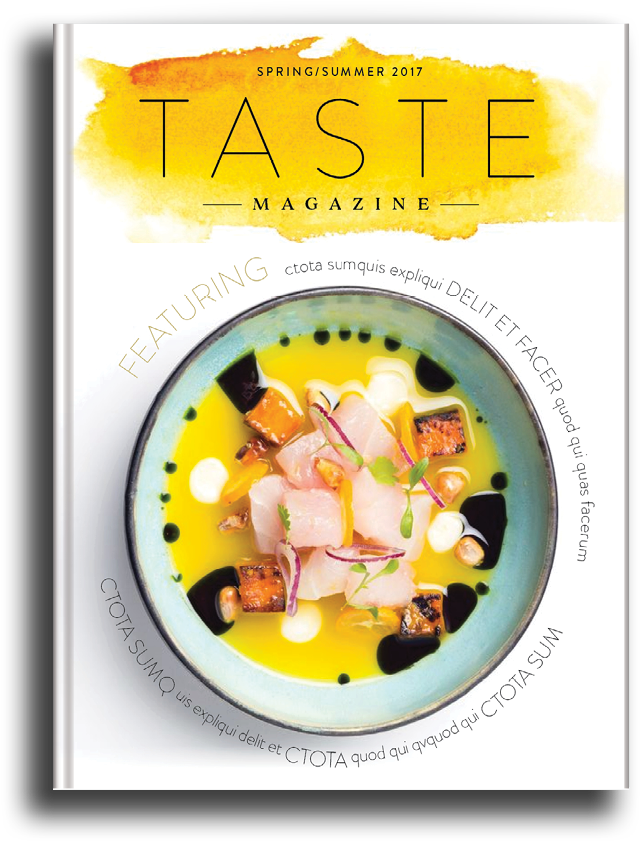 SPRING/SUMMER 2017
TASTE
MAGAZINE
FEATURING ctota sumquis expliqui DELIT ET FACER quod qui quas facerum
CTOTA SUMQ uis expliqui delit et CTOTA quod qui qvquod qui CTOTA SUM